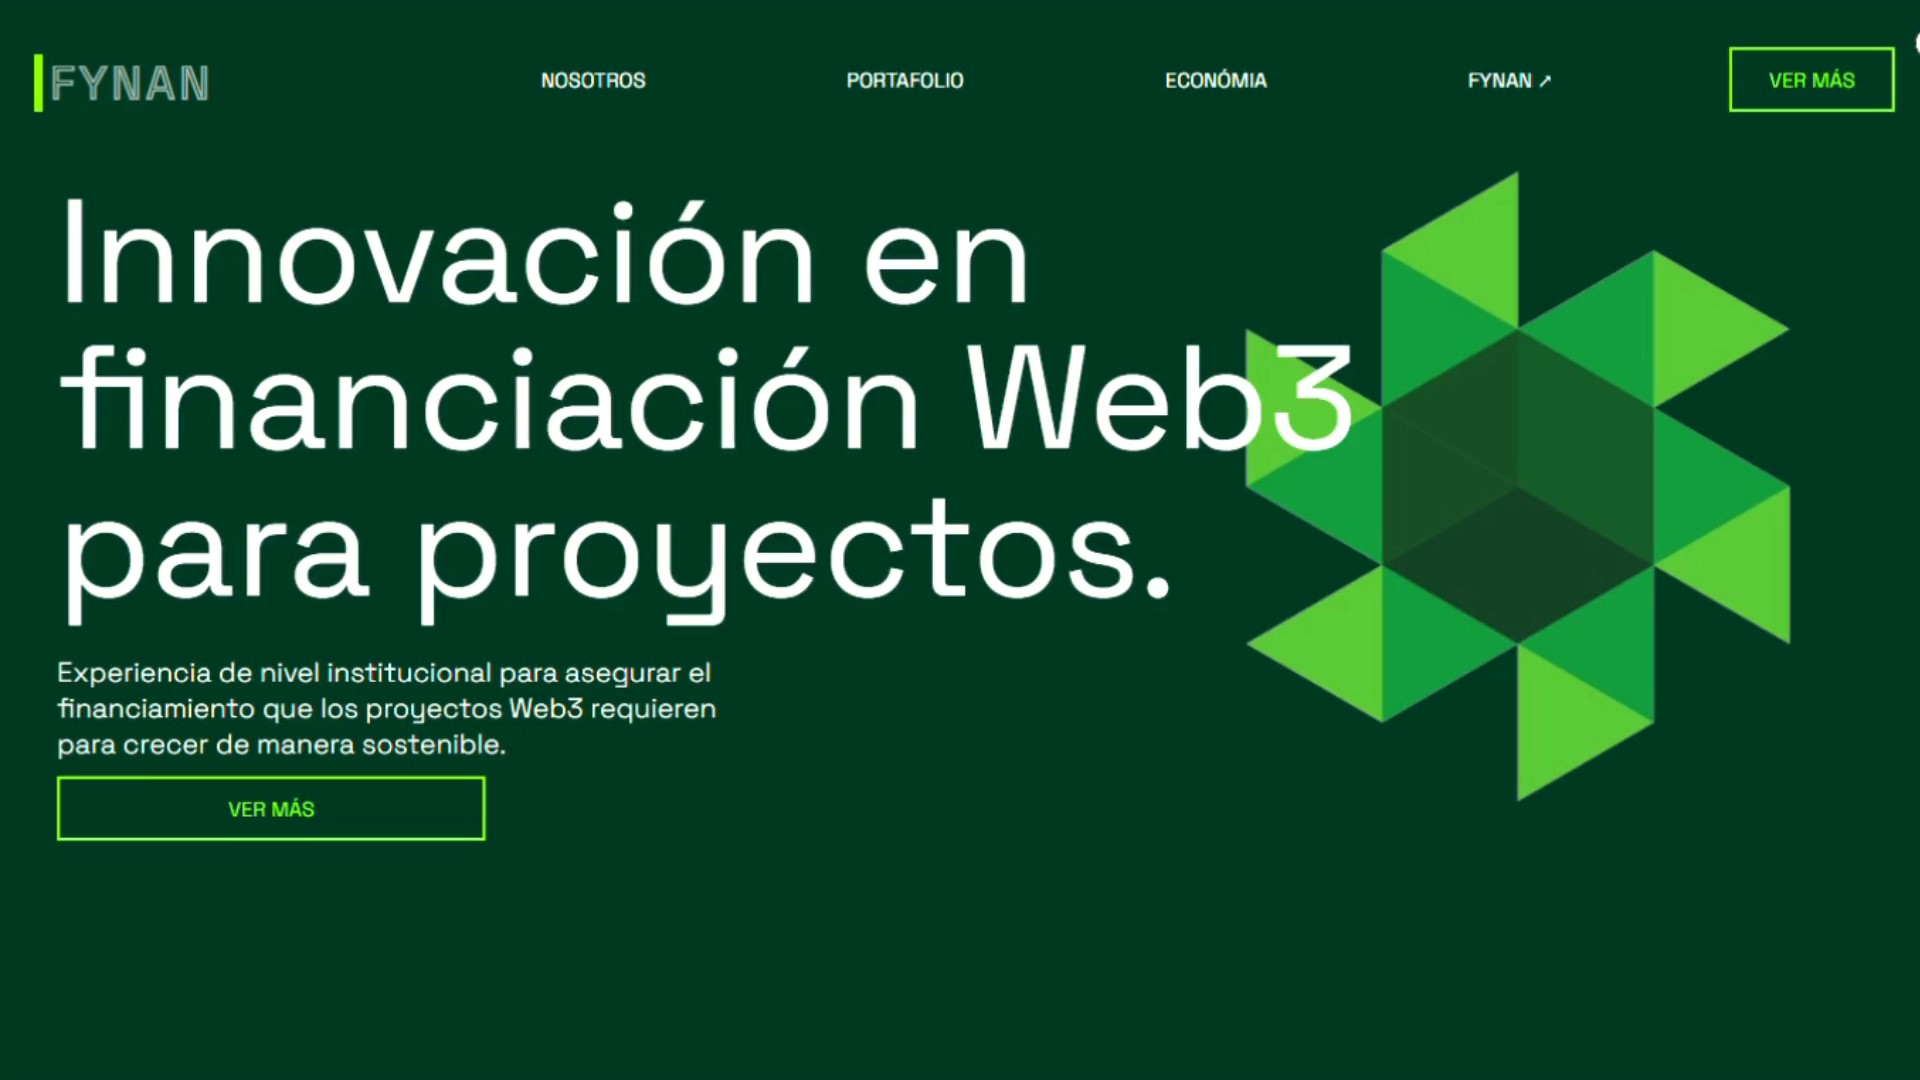 FYNAN
NOSOTROS
PORTAFOLIO
ECONÓMIA
FYNAN ↗
VER MÁS
Innovación en
financiación Web3
para proyectos.
Experiencia de nivel institucional para asegurar el
financiamiento que los proyectos Web3 requieren
para crecer de manera sostenible.
VER MÁS